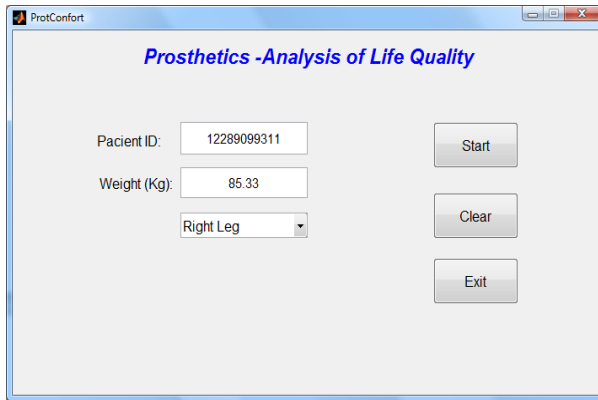 ProtConfort
Prosthetics -Analysis of Life Quality
Pacient ID: 12289099311
Start
Weight (Kg): 85.33
Right Leg
Clear
Exit